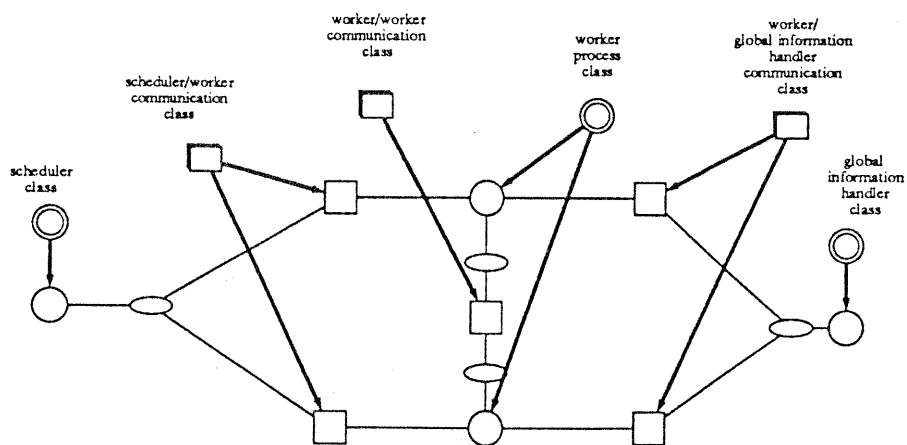 worker/worker
communication
class
worker
process
class
worker/
global information
handler
communication
class
scheduler/worker
communication
class
scheduler
class
global
information
handler
class